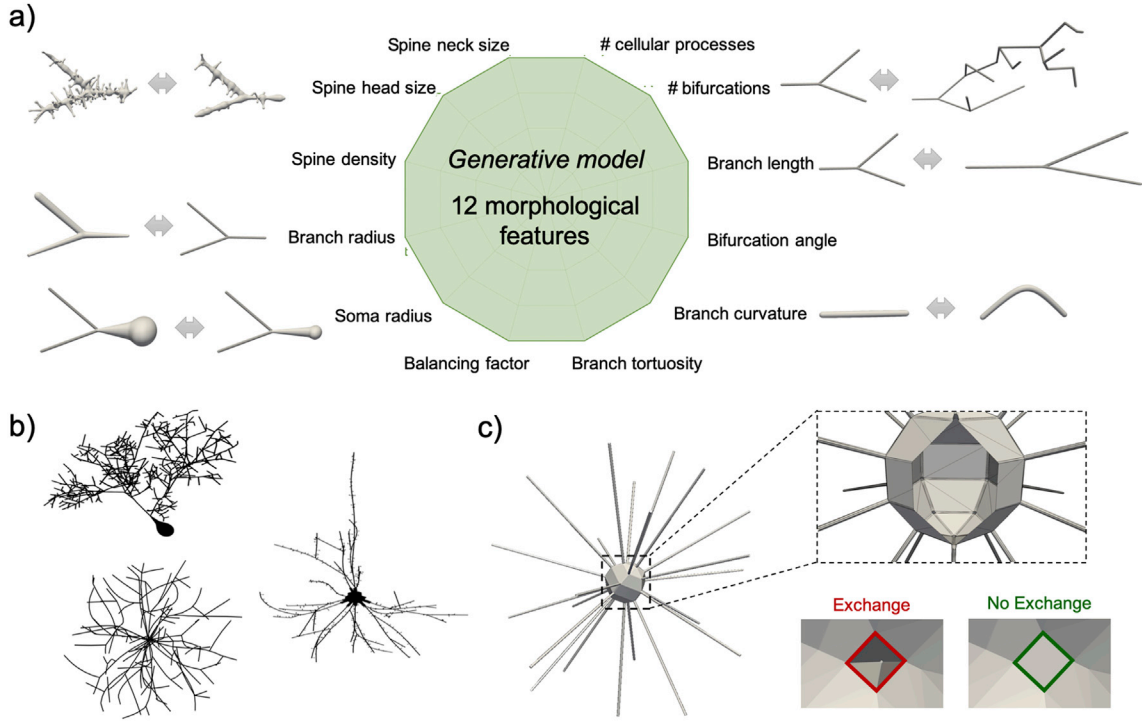 a)
Spine neck size
# cellular processes
Spine head size
# bifurcations
Spine density
Generative model
12 morphological
features
Branch length
Branch radius
t
Bifurcation angle
Soma radius
Branch curvature
Balancing factor
Branch tortuosity
b)
c)
Exchange
No Exchange